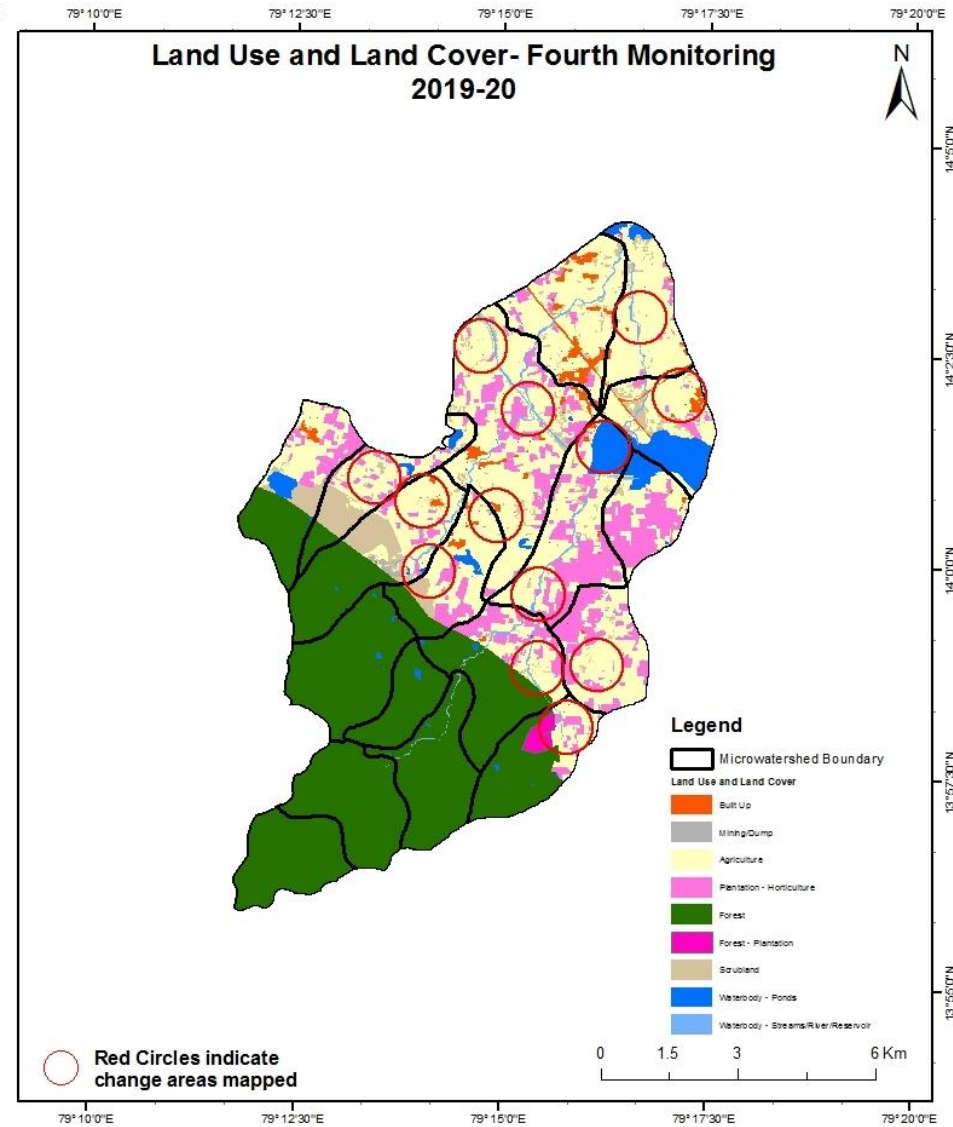 79°10'0"E 79°12'30"E 79°15'0"E 79°17'30"E 79°20'0"E
Land Use and Land Cover- Fourth Monitoring
2019-20
N
14°5'0"N
14°2'30"N
14°0'0"N
13°57'30"N
13°55'0"N
Legend
Microwatershed Boundary
Land Use and Land Cover
Built Up
Mining/Dump
Agriculture
Plantation - Horticulture
Forest
Forest - Plantation
Scrubland
Waterbody - Ponds
Waterbody - Streams/River/Reservoir
0 1.5 3 6 Km
Red Circles indicate
change areas mapped
79°10'0"E 79°12'30"E 79°15'0"E 79°17'30"E 79°20'0"E